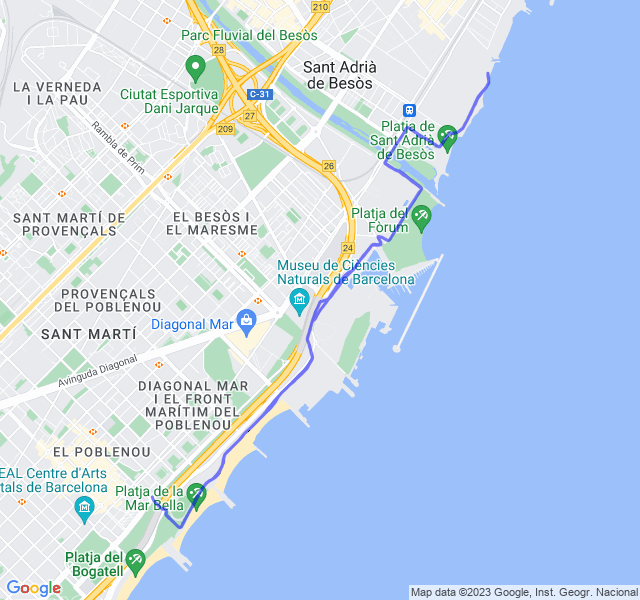 210
Parc Fluvial del Besòs
28
Sant Adrià
de Besòs
LA VERNEDA
I LA PAU
Ciutat Esportiva
Dani Jarque
C-31
27
209
Rambla de Prim
Platja de
Sant Adrià
de Besòs
26
SANT MARTÍ DE
PROVENÇALS
EL BESÒS I
EL MARESME
Platja del
Fòrum
24
Museu de Ciències
Naturals de Barcelona
PROVENÇALS
DEL POBLENOU
Diagonal Mar
SANT MARTÍ
Avinguda Diagonal
DIAGONAL MAR
I EL FRONT
MARÍTIM DEL
POBLENOU
EL POBLENOU
EAL Centre d'Arts
tals de Barcelona
Platja de la
Mar Bella
Platja del
Bogatell
Google
Map data ©2023 Google, Inst. Geogr. Nacional